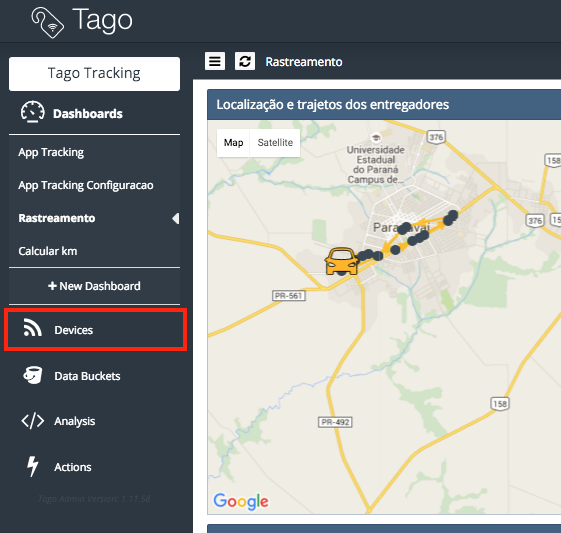 Tago
Tago Tracking
Dashboards
App Tracking
App Tracking Configuracao
Rastreamento
Calcular km
+ New Dashboard
Devices
Data Buckets
Analysis
Actions
Tago Admin Version: 1.11.58
Rastreamento
Localização e trajetos dos entregadores
Map
Satellite
Universidade
Estadual
do Paraná
Campus de...
376
158
376
Paranavaí
PR-561
158
PR-492
Google